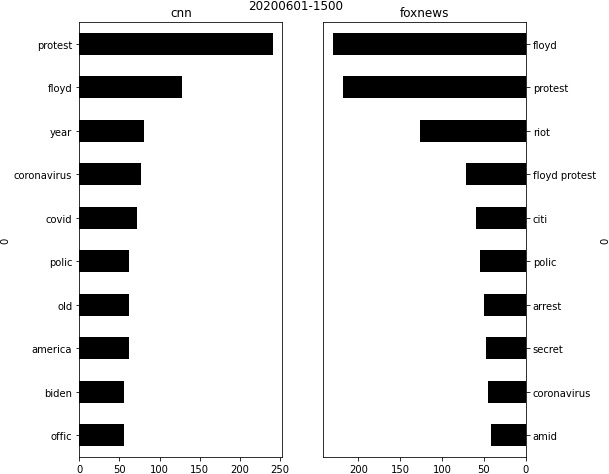 20200601-1500
cnn
foxnews
protest
floyd
year
coronavirus
covid
polic
old
america
biden
offic
0
0 50 100 150 200 250
floyd
protest
riot
floyd protest
citi
polic
arrest
secret
coronavirus
amid
0
200 150 100 50 0